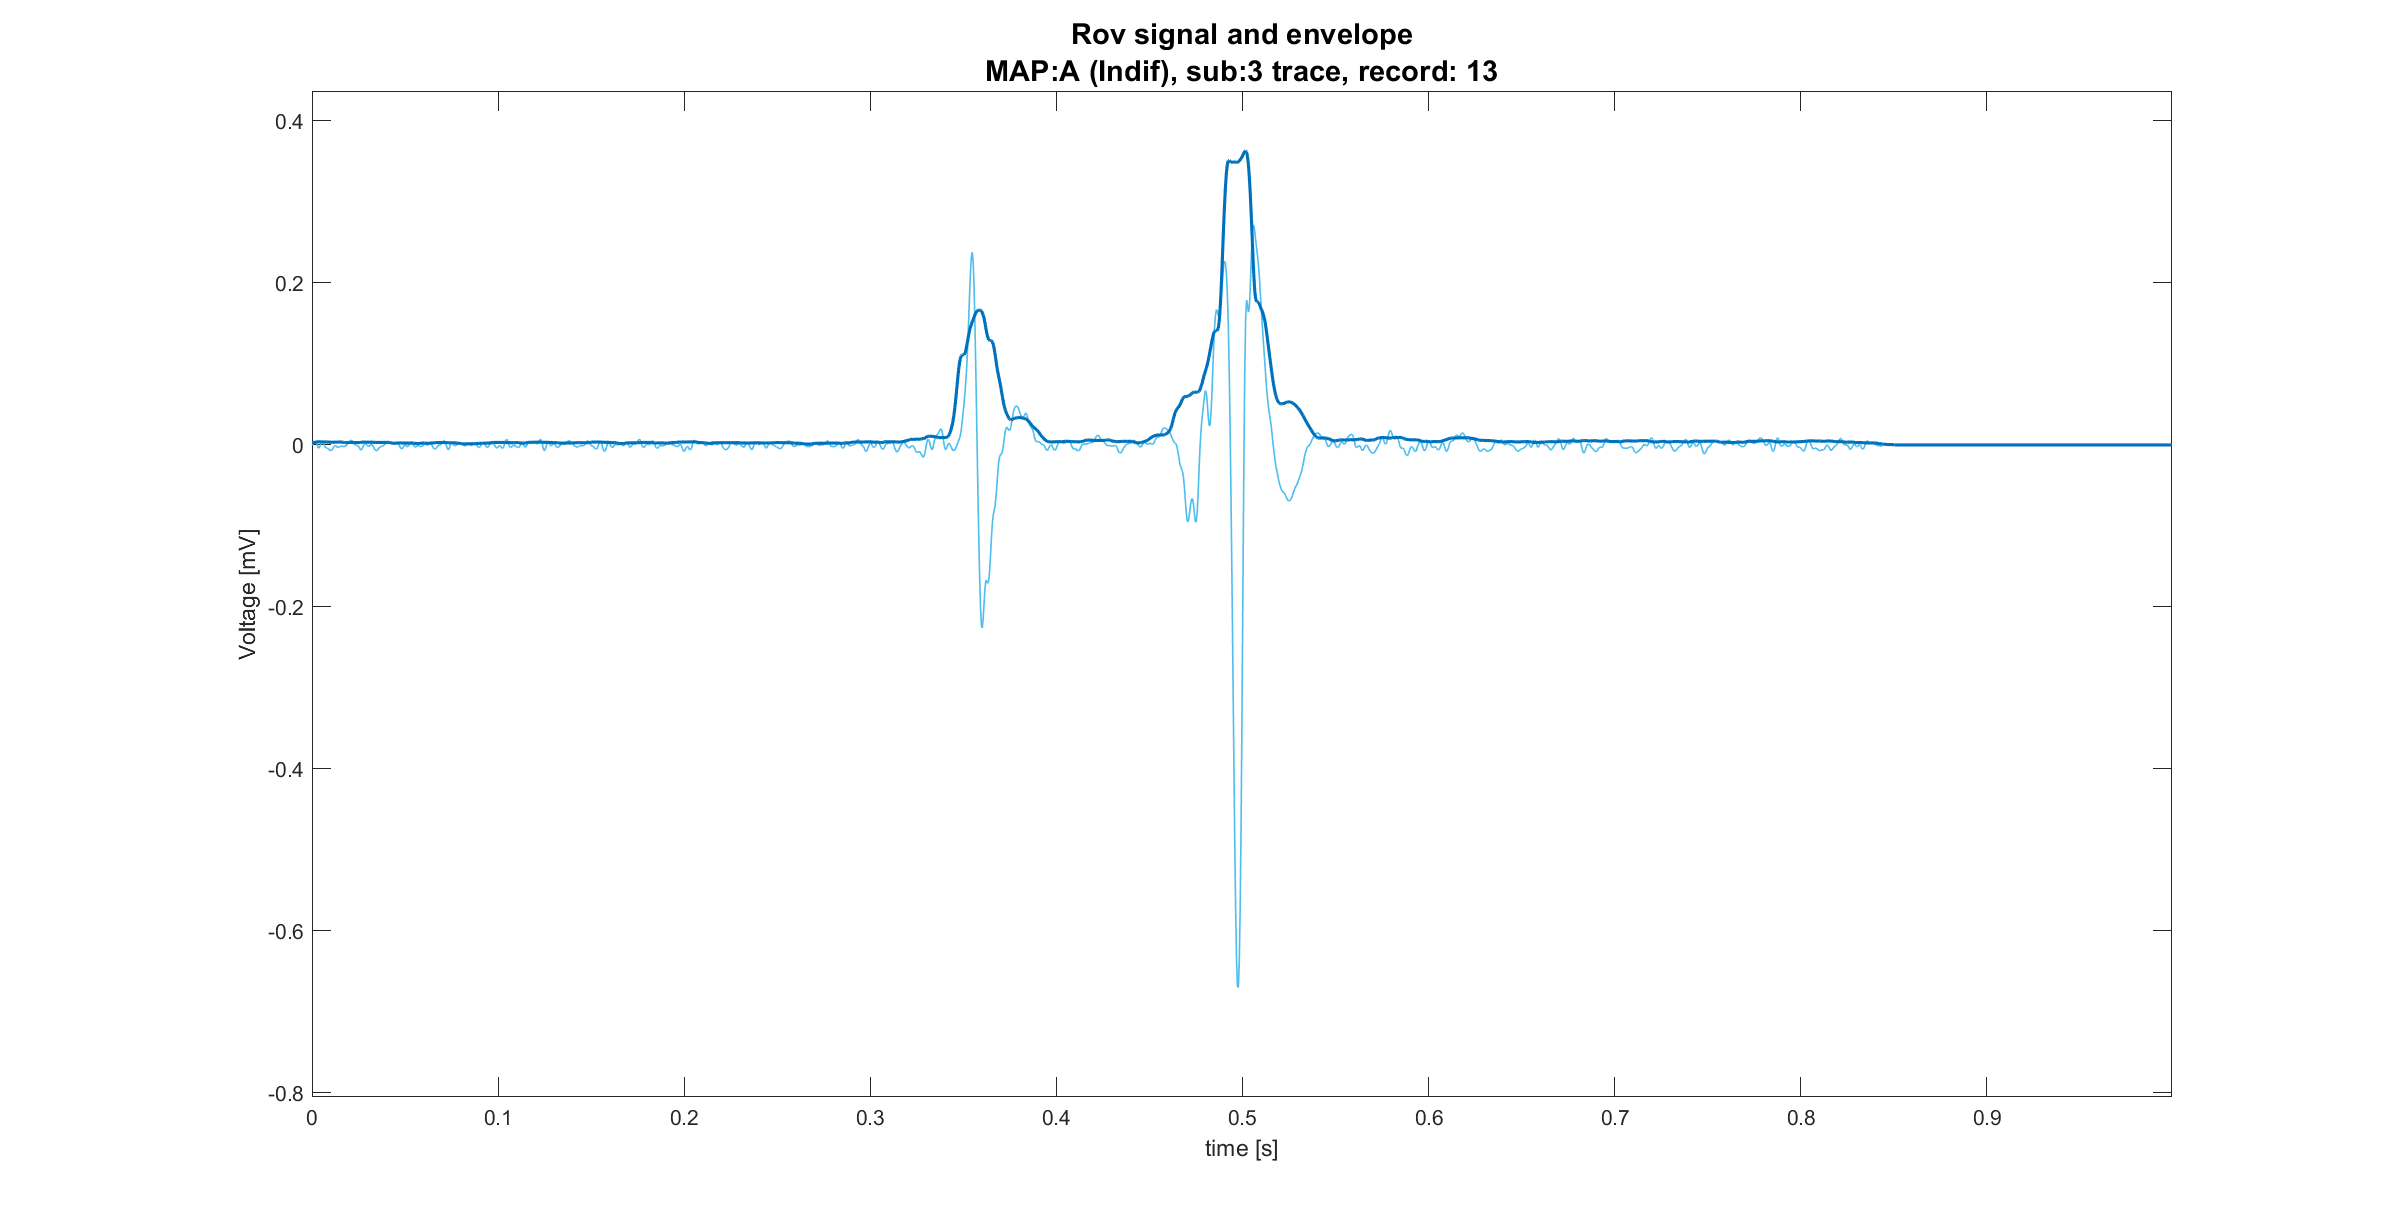 Rov signal and envelope
MAP:A (Indif), sub:3 trace, record: 13
0.4
0.2
0
-0.2
-0.4
-0.6
-0.8
Voltage [mV]
0 0.1 0.2 0.3 0.4 0.5 0.6 0.7 0.8 0.9
time [s]